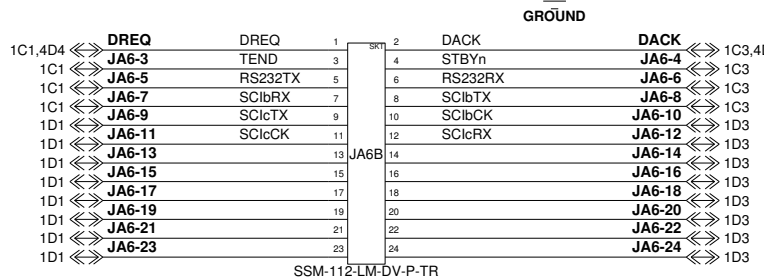 GROUND
DREQ DREQ 1 SKT 2 DACK DACK
1C1,4D4 1C3,4D
JA6-3 TEND 3 4 STBYn JA6-4
1C1 1C3
JA6-5 RS232TX 5 6 RS232RX JA6-6
1C1 1C3
JA6-7 SCIbRX 7 8 SCIbTX JA6-8
1C1 1C3
JA6-9 SCIcTX 9 10 SCIbCK JA6-10
1D1 1D3
JA6-11 SCIcCK 11 12 SCIcRX JA6-12
1D1 1D3
JA6-13 13 JA6B 14 JA6-14
1D1 1D3
JA6-15 15 16 JA6-16
1D1 1D3
JA6-17 17 18 JA6-18
1D1 1D3
JA6-19 19 20 JA6-20
1D1 1D3
JA6-21 21 22 JA6-22
1D1 1D3
JA6-23 23 24 JA6-24
1D1 1D3
SSM-112-LM-DV-P-TR